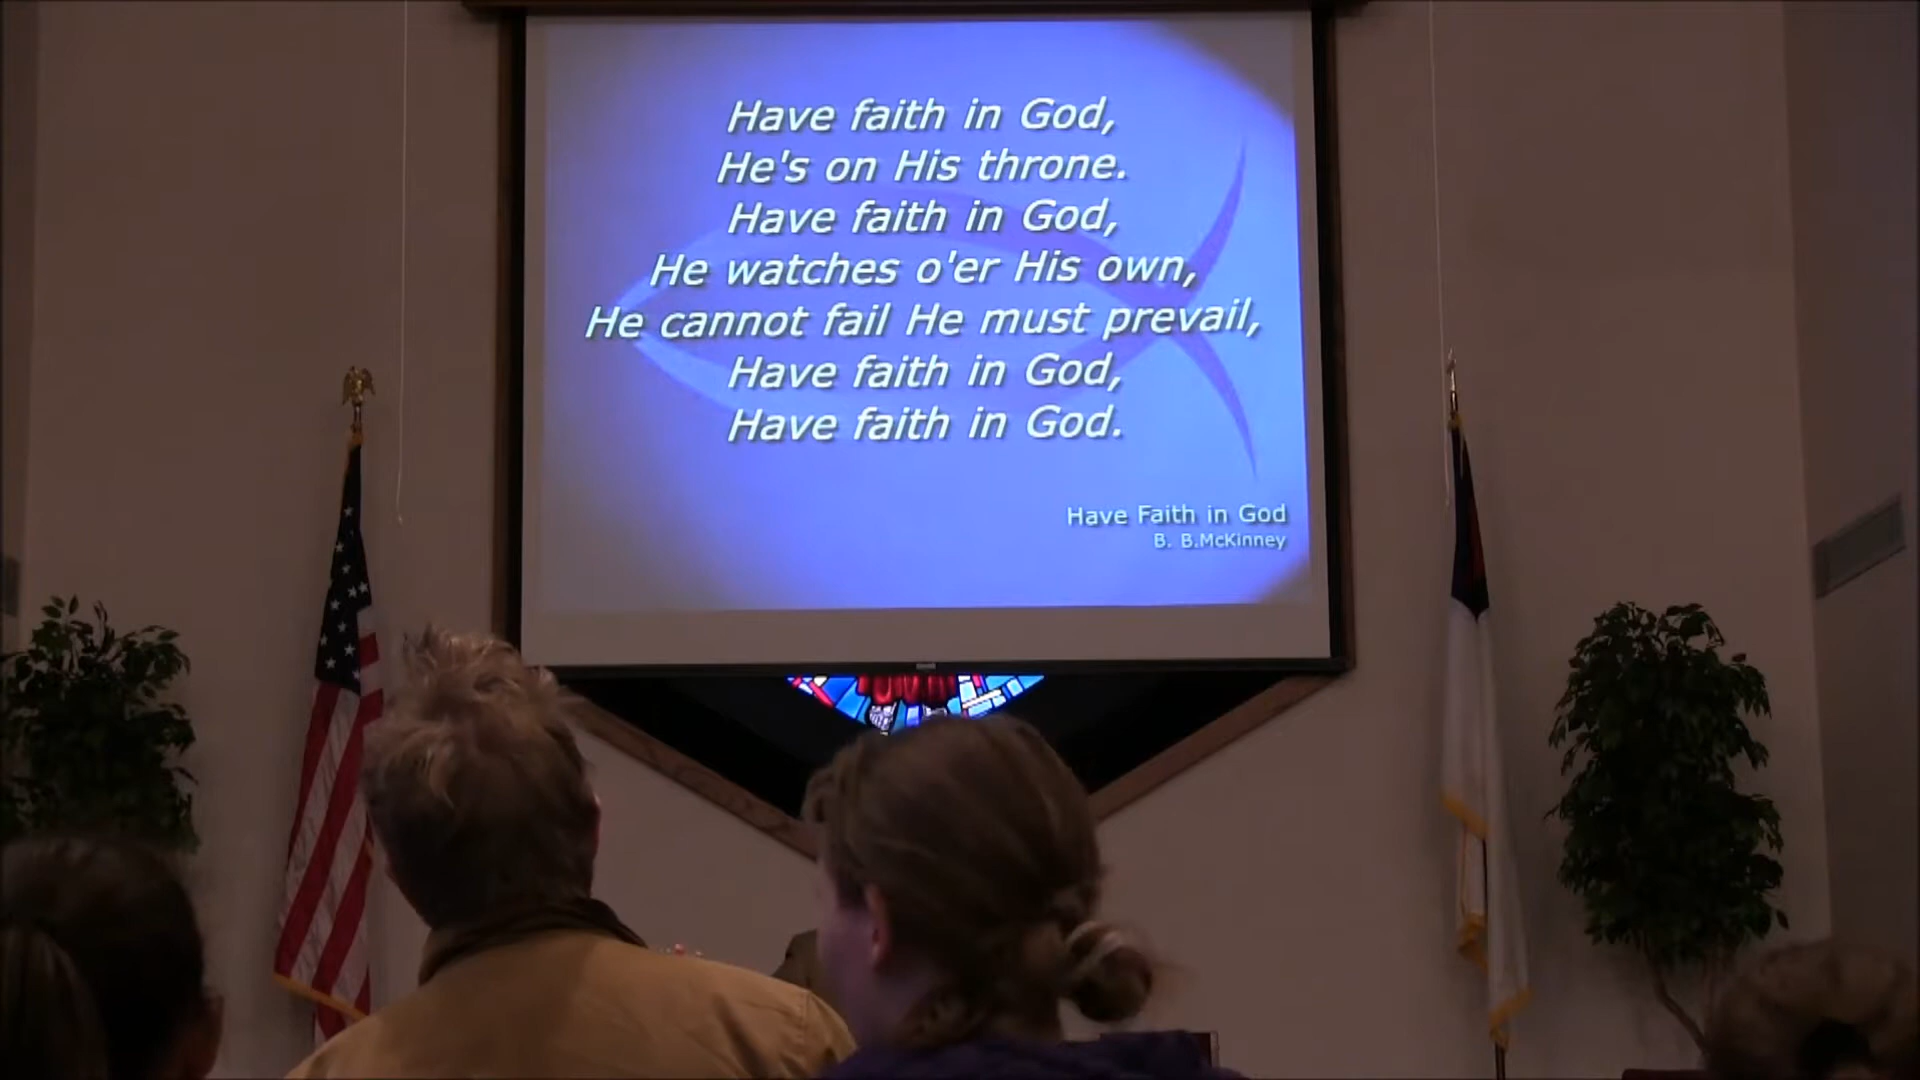 Have faith in God,
He's on His throne.
Have faith in God,
He watches o'er His own,
He cannot fail He must prevail,
Have faith in God,
Have faith in God.
Have Faith in God
B. B.McKinney